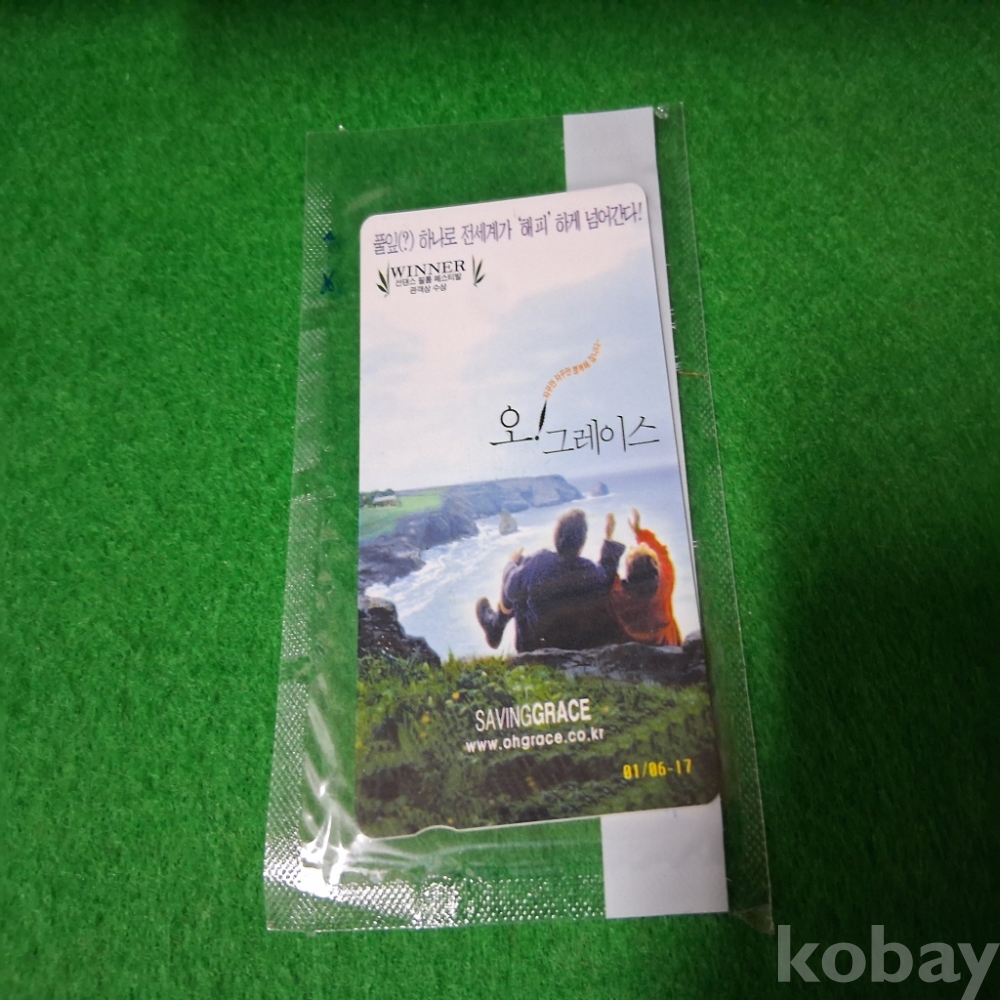 풀잎(?) 하나로 전세계가 '해피' 하게 넘어간다!
WINNER
선댄스 필름 페스티발
관객상 수상
오! 그레이스
SAVINGGRACE
www.ohgrace.co.kr
01/06-17
kobay